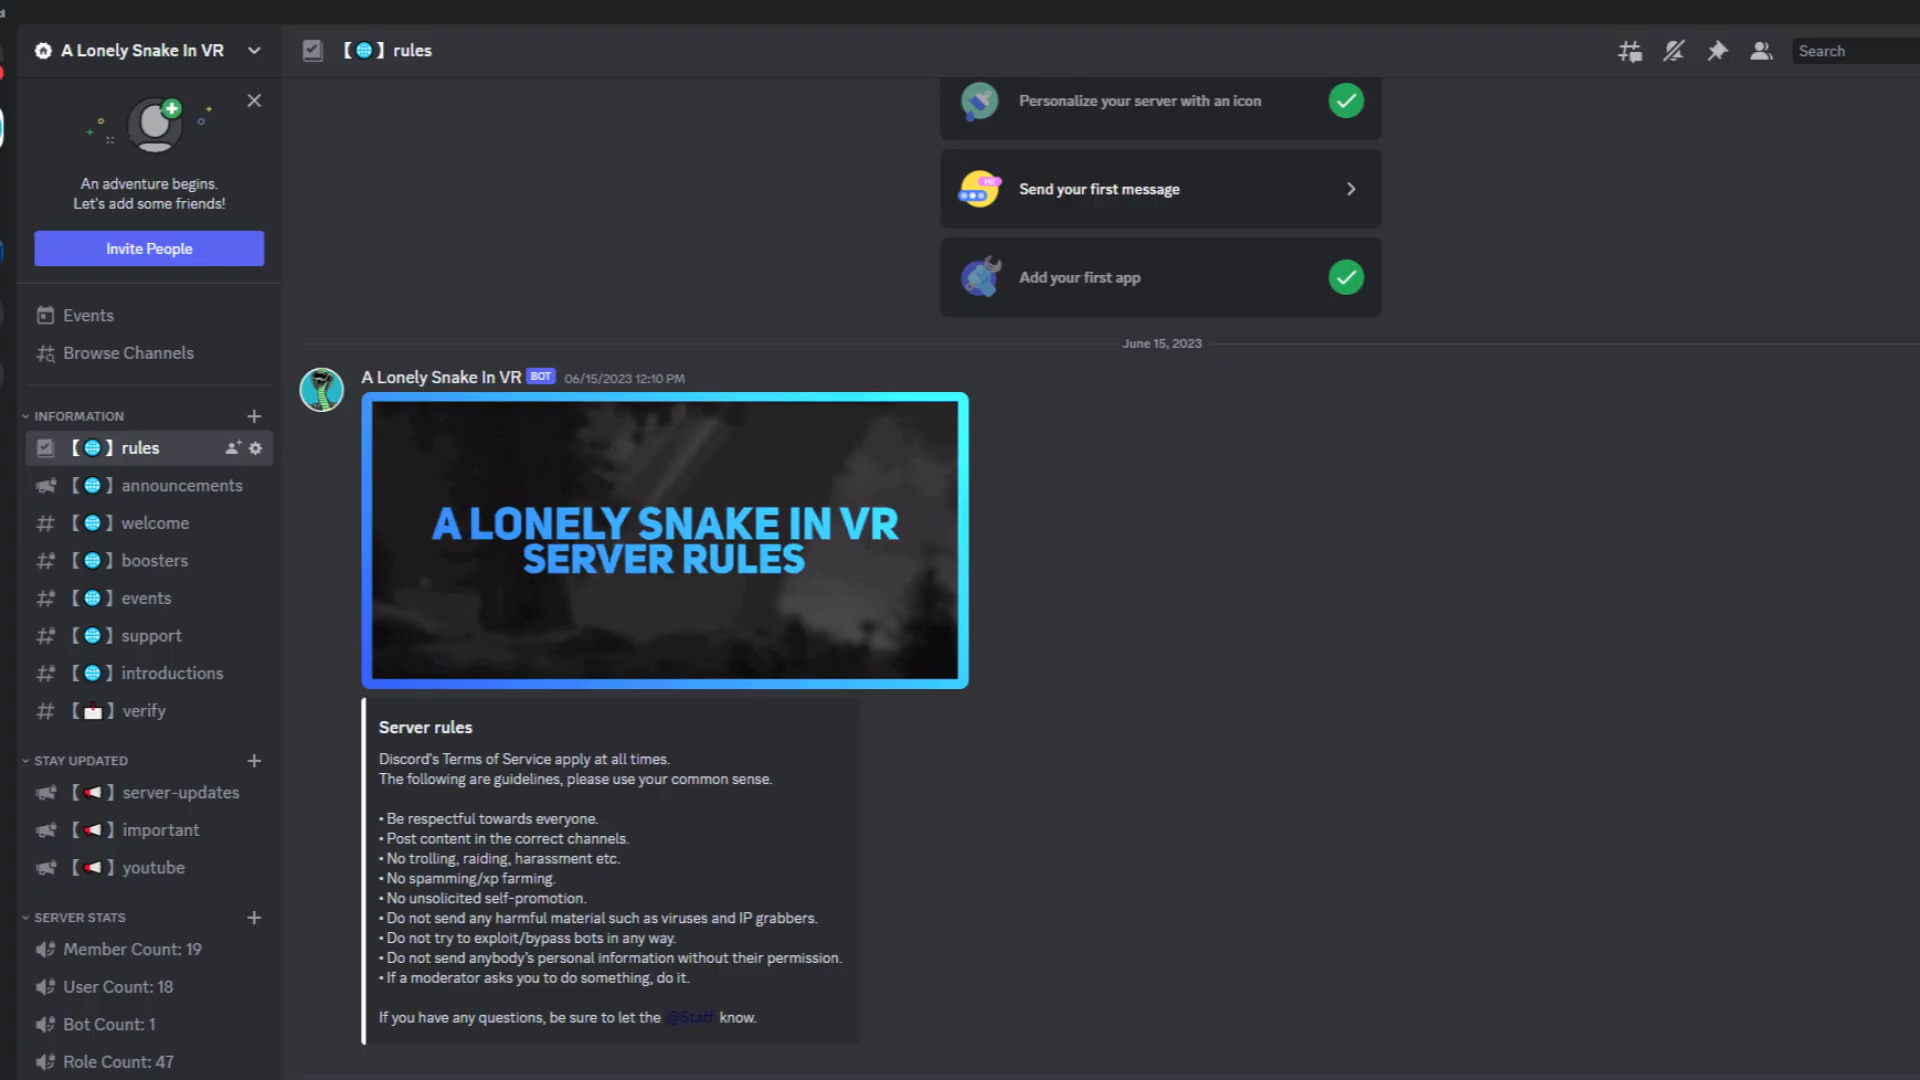 A Lonely Snake In VR
【🌐】rules
Search
An adventure begins.
Let's add some friends!
Invite People
Events
Browse Channels
INFORMATION
【🌐】rules
【🌐】announcements
【🌐】welcome
【🌐】boosters
【🌐】events
【🌐】support
【🌐】introductions
【📩】verify
STAY UPDATED
【📢】server-updates
【📢】important
【📢】youtube
SERVER STATS
Member Count: 19
User Count: 18
Bot Count: 1
Role Count: 47
Personalize your server with an icon
Send your first message
Add your first app
June 15, 2023
A Lonely Snake In VR BOT 06/15/2023 12:10 PM
A LONELY SNAKE IN VR
SERVER RULES
Server rules
Discord's Terms of Service apply at all times.
The following are guidelines, please use your common sense.
• Be respectful towards everyone.
• Post content in the correct channels.
• No trolling, raiding, harassment etc.
• No spamming/xp farming.
• No unsolicited self-promotion.
• Do not send any harmful material such as viruses and IP grabbers.
• Do not try to exploit/bypass bots in any way.
• Do not send anybody's personal information without their permission.
• If a moderator asks you to do something, do it.
If you have any questions, be sure to let the @Staff know.